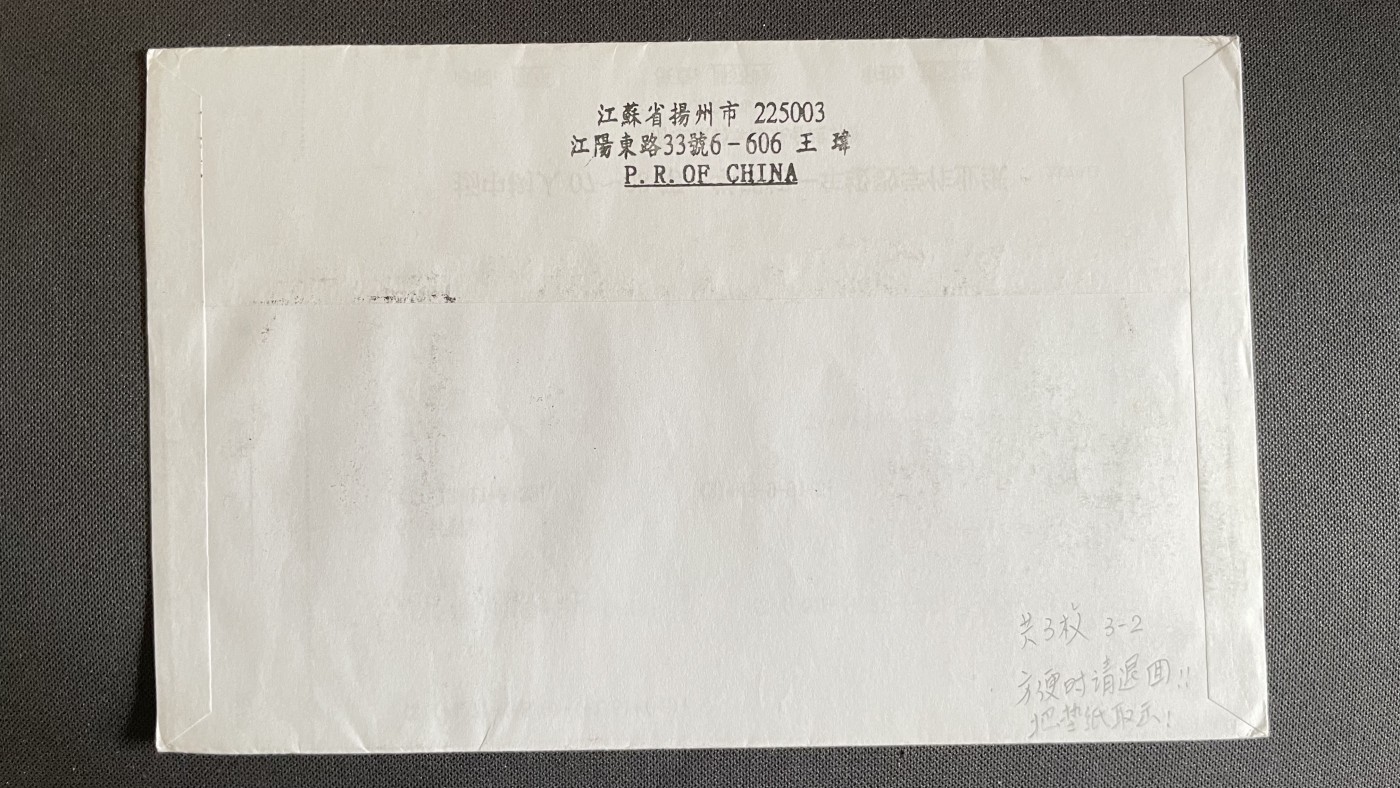 江蘇省揚州市 225003
江陽東路33號6-606 王 瑋
P.R.OF CHINA
共3枚 3-2
方便时请退回!!
把垫纸取出!